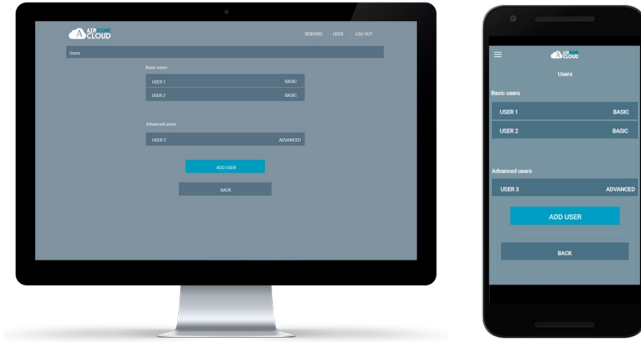 AIRZONE
CLOUD
SERVERS USER LOG OUT
Users
Basic users
USER 1 BASIC
USER 2 BASIC
Advanced users
USER 3 ADVANCED
ADD USER
BACK
AIRZONE
CLOUD
Users
Basic users
USER 1 BASIC
USER 2 BASIC
Advanced users
USER 3 ADVANCED
ADD USER
BACK